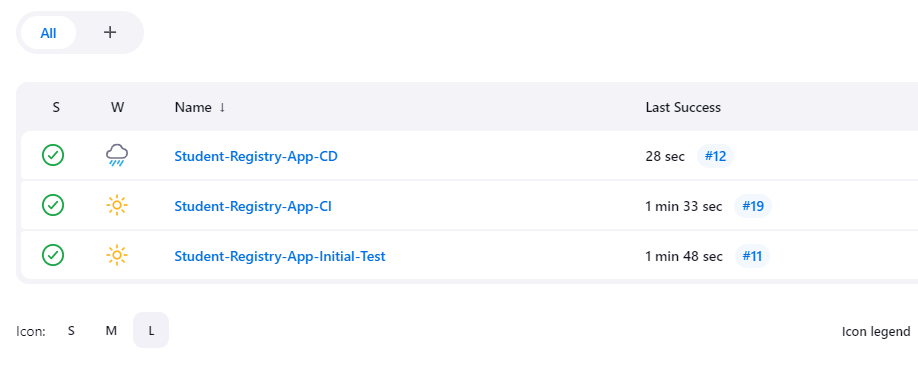 All +
S W Name ↓ Last Success
Student-Registry-App-CD 28 sec #12
Student-Registry-App-CI 1 min 33 sec #19
Student-Registry-App-Initial-Test 1 min 48 sec #11
Icon: S M L Icon legend